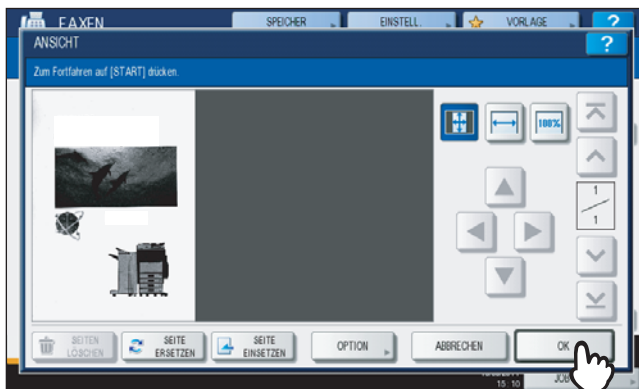 FAXEN
SPEICHER
EINSTELL.
VORLAGE
?
ANSICHT
?
Zum Fortfahren auf [START] drücken.
100%
1
1
SEITEN
LÖSCHEN
SEITE
ERSETZEN
SEITE
EINSETZEN
OPTION
ABBRECHEN
OK
15:10
JOB